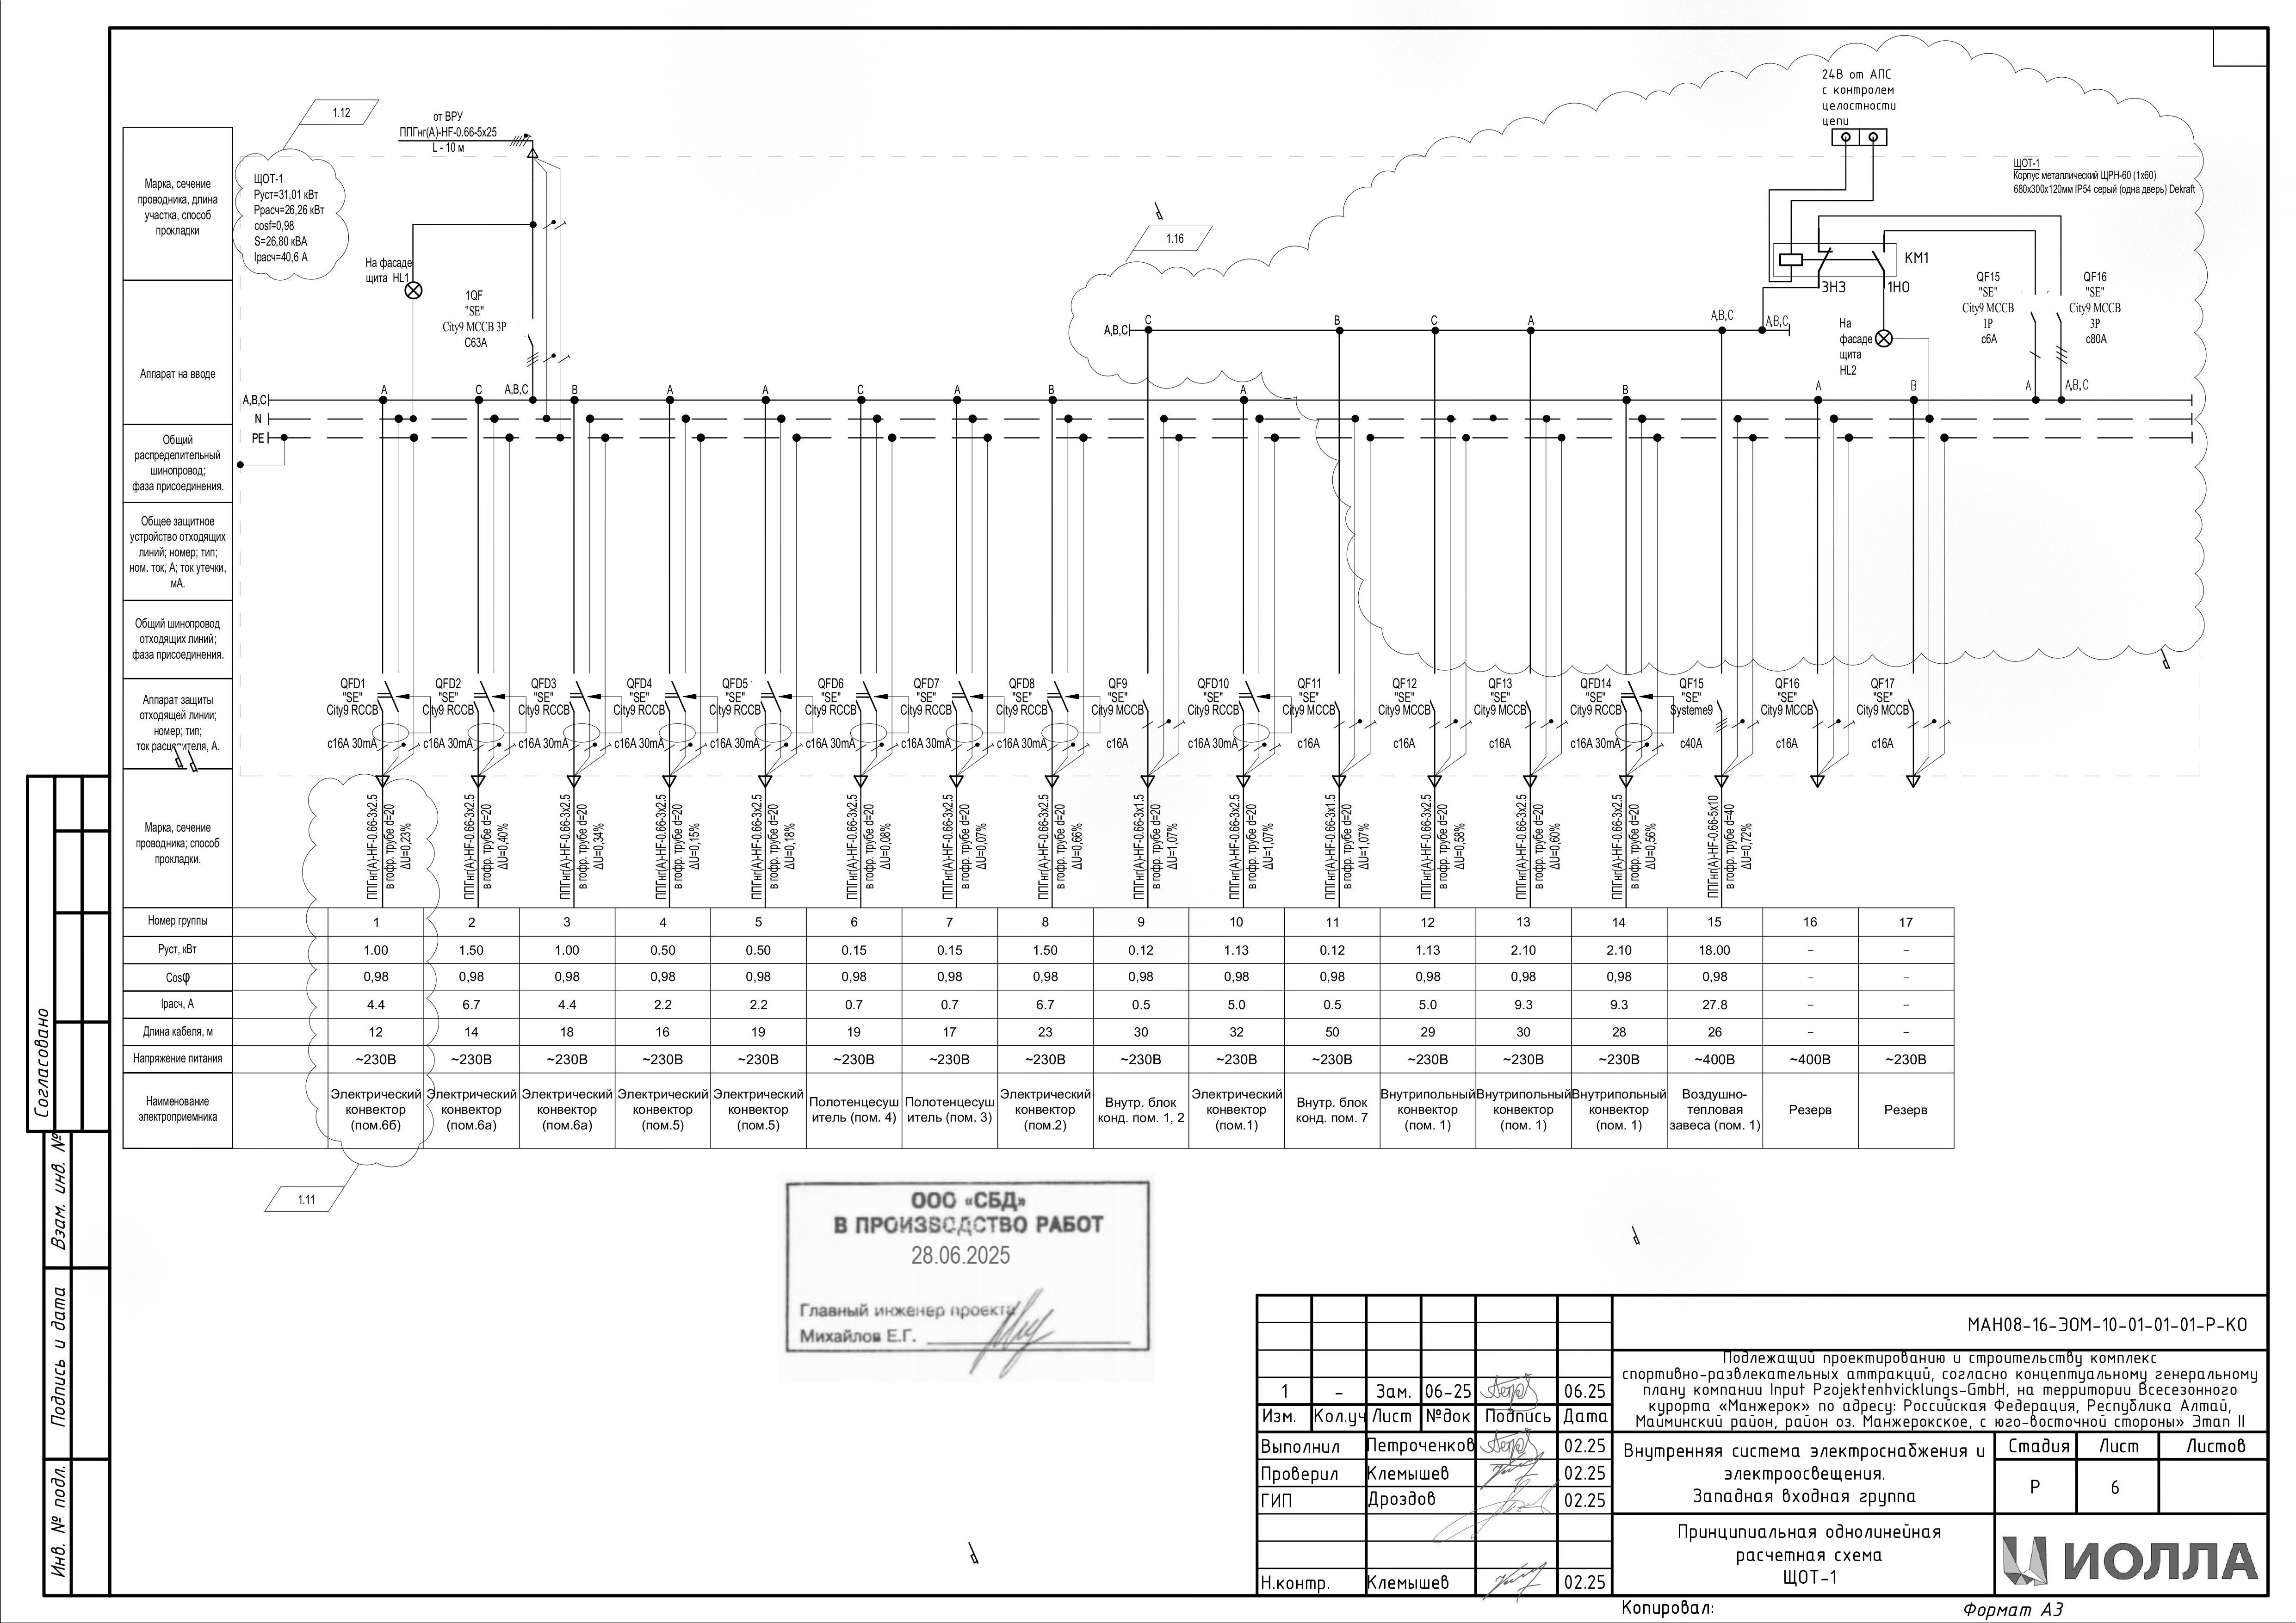 1.12
от ВРУ
ППГнг(А)-HF-0.66-5х25
L - 10 м
24В от АПС
с контролем
целостности
цепи
ЩОТ-1
Корпус металлический ЩРН-60 (1х60)
680х300х120мм IP54 серый (одна дверь) Dekraft
Марка, сечение
проводника, длина
участка, способ
прокладки
ЩОТ-1
Pуст=31,01 кВт
Pрасч=26,26 кВт
cosf=0,98
S=26,80 кВА
Iрасч=40,6 А
На фасаде
щита HL1
1QF
"SE"
City9 MCCB 3P
C63A
1.16
KM1
3НЗ
1НО
QF15
"SE"
City9 MCCB
1P
c6A
QF16
"SE"
City9 MCCB
3P
c80A
На
фасаде
щита
HL2
A,B,C C B C A A,B,C A,B,C
Аппарат на вводе
A,B,C A C A,B,C B A A C A B A B A B A A,B,C
N
PE
Общий
распределительный
шинопровод;
фаза присоединения.
Общее защитное
устройство отходящих
линий; номер; тип;
ном. ток, А; ток утечки,
мА.
Общий шинопровод
отходящих линий;
фаза присоединения.
Аппарат защиты
отходящей линии;
номер; тип;
ток расцепителя, А.
QFD1 QFD2 QFD3 QFD4 QFD5 QFD6 QFD7 QFD8 QF9 QFD10 QF11 QF12 QF13 QFD14 QF15 QF16 QF17
"SE" "SE" "SE" "SE" "SE" "SE" "SE" "SE" "SE" "SE" "SE" "SE" "SE" "SE" "SE" "SE" "SE"
City9 RCCB City9 RCCB City9 RCCB City9 RCCB City9 RCCB City9 RCCB City9 RCCB City9 RCCB City9 MCCB City9 RCCB City9 MCCB City9 MCCB City9 MCCB City9 RCCB Systeme9 City9 MCCB City9 MCCB
c16A 30mA c16A 30mA c16A 30mA c16A 30mA c16A 30mA c16A 30mA c16A 30mA c16A 30mA c16A c16A 30mA c16A c16A c16A c16A 30mA c40A c16A c16A
Марка, сечение
проводника; способ
прокладки.
ППГнг(А)-HF-0.66-3х2.5
в гофр. трубе d=20
ΔU=0,23%
ППГнг(А)-HF-0.66-3х2.5
в гофр. трубе d=20
ΔU=0,40%
ППГнг(А)-HF-0.66-3х2.5
в гофр. трубе d=20
ΔU=0,34%
ППГнг(А)-HF-0.66-3х2.5
в гофр. трубе d=20
ΔU=0,15%
ППГнг(А)-HF-0.66-3х2.5
в гофр. трубе d=20
ΔU=0,18%
ППГнг(А)-HF-0.66-3х2.5
в гофр. трубе d=20
ΔU=0,08%
ППГнг(А)-HF-0.66-3х2.5
в гофр. трубе d=20
ΔU=0,07%
ППГнг(А)-HF-0.66-3х2.5
в гофр. трубе d=20
ΔU=0,66%
ППГнг(А)-HF-0.66-3х1.5
в гофр. трубе d=20
ΔU=1,07%
ППГнг(А)-HF-0.66-3х2.5
в гофр. трубе d=20
ΔU=1,07%
ППГнг(А)-HF-0.66-3х1.5
в гофр. трубе d=20
ΔU=1,07%
ППГнг(А)-HF-0.66-3х2.5
в гофр. трубе d=20
ΔU=0,58%
ППГнг(А)-HF-0.66-3х2.5
в гофр. трубе d=20
ΔU=0,60%
ППГнг(А)-HF-0.66-3х2.5
в гофр. трубе d=20
ΔU=0,56%
ППГнг(А)-HF-0.66-5х10
в гофр. трубе d=40
ΔU=0,72%
Номер группы 1 2 3 4 5 6 7 8 9 10 11 12 13 14 15 16 17
Руст, кВт 1.00 1.50 1.00 0.50 0.50 0.15 0.15 1.50 0.12 1.13 0.12 1.13 2.10 2.10 18.00 – –
Cosφ 0,98 0,98 0,98 0,98 0,98 0,98 0,98 0,98 0,98 0,98 0,98 0,98 0,98 0,98 0,98 – –
Iрасч, А 4.4 6.7 4.4 2.2 2.2 0.7 0.7 6.7 0.5 5.0 0.5 5.0 9.3 9.3 27.8 – –
Длина кабеля, м 12 14 18 16 19 19 17 23 30 32 50 29 30 28 26 – –
Напряжение питания ~230В ~230В ~230В ~230В ~230В ~230В ~230В ~230В ~230В ~230В ~230В ~230В ~230В ~230В ~400В ~400В ~230В
Наименование
электроприемника
Электрический
конвектор
(пом.6б)
Электрический
конвектор
(пом.6а)
Электрический
конвектор
(пом.6а)
Электрический
конвектор
(пом.5)
Электрический
конвектор
(пом.5)
Полотенцесуш
итель (пом. 4)
Полотенцесуш
итель (пом. 3)
Электрический
конвектор
(пом.2)
Внутр. блок
конд. пом. 1, 2
Электрический
конвектор
(пом.1)
Внутр. блок
конд. пом. 7
Внутрипольный
конвектор
(пом. 1)
Внутрипольный
конвектор
(пом. 1)
Внутрипольный
конвектор
(пом. 1)
Воздушно-
тепловая
завеса (пом. 1)
Резерв
Резерв
1.11
ООО «СБД»
В ПРОИЗВОДСТВО РАБОТ
28.06.2025
Главный инженер проекта
Михайлов Е.Г.
Согласовано
Взам. инв. №
Подпись и дата
Инв. № подл.
МАН08-16-ЭОМ-10-01-01-01-Р-КО
Подлежащий проектированию и строительству комплекс
спортивно-развлекательных аттракций, согласно концептуальному генеральному
плану компании Input Projektenhvicklungs-GmbH, на территории Всесезонного
курорта «Манжерок» по адресу: Российская Федерация, Республика Алтай,
Майминский район, район оз. Манжерокское, с юго-восточной стороны» Этап II
1 - Зам. 06-25 06.25
Изм. Кол.уч Лист №док Подпись Дата
Выполнил Петроченков 02.25
Проверил Клемышев 02.25
ГИП Дроздов 02.25
Н.контр. Клемышев 02.25
Внутренняя система электроснабжения и
электроосвещения.
Западная входная группа
Стадия Лист Листов
Р 6
Принципиальная однолинейная
расчетная схема
ЩОТ-1
ИОЛЛА
Копировал:
Формат А3